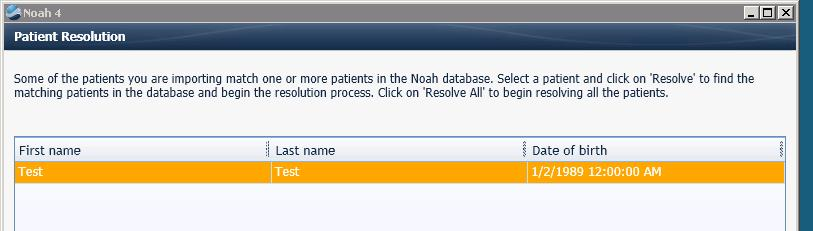 Noah 4
Patient Resolution
Some of the patients you are importing match one or more patients in the Noah database. Select a patient and click on 'Resolve' to find the
matching patients in the database and begin the resolution process. Click on 'Resolve All' to begin resolving all the patients.
First name Last name Date of birth
Test Test 1/2/1989 12:00:00 AM